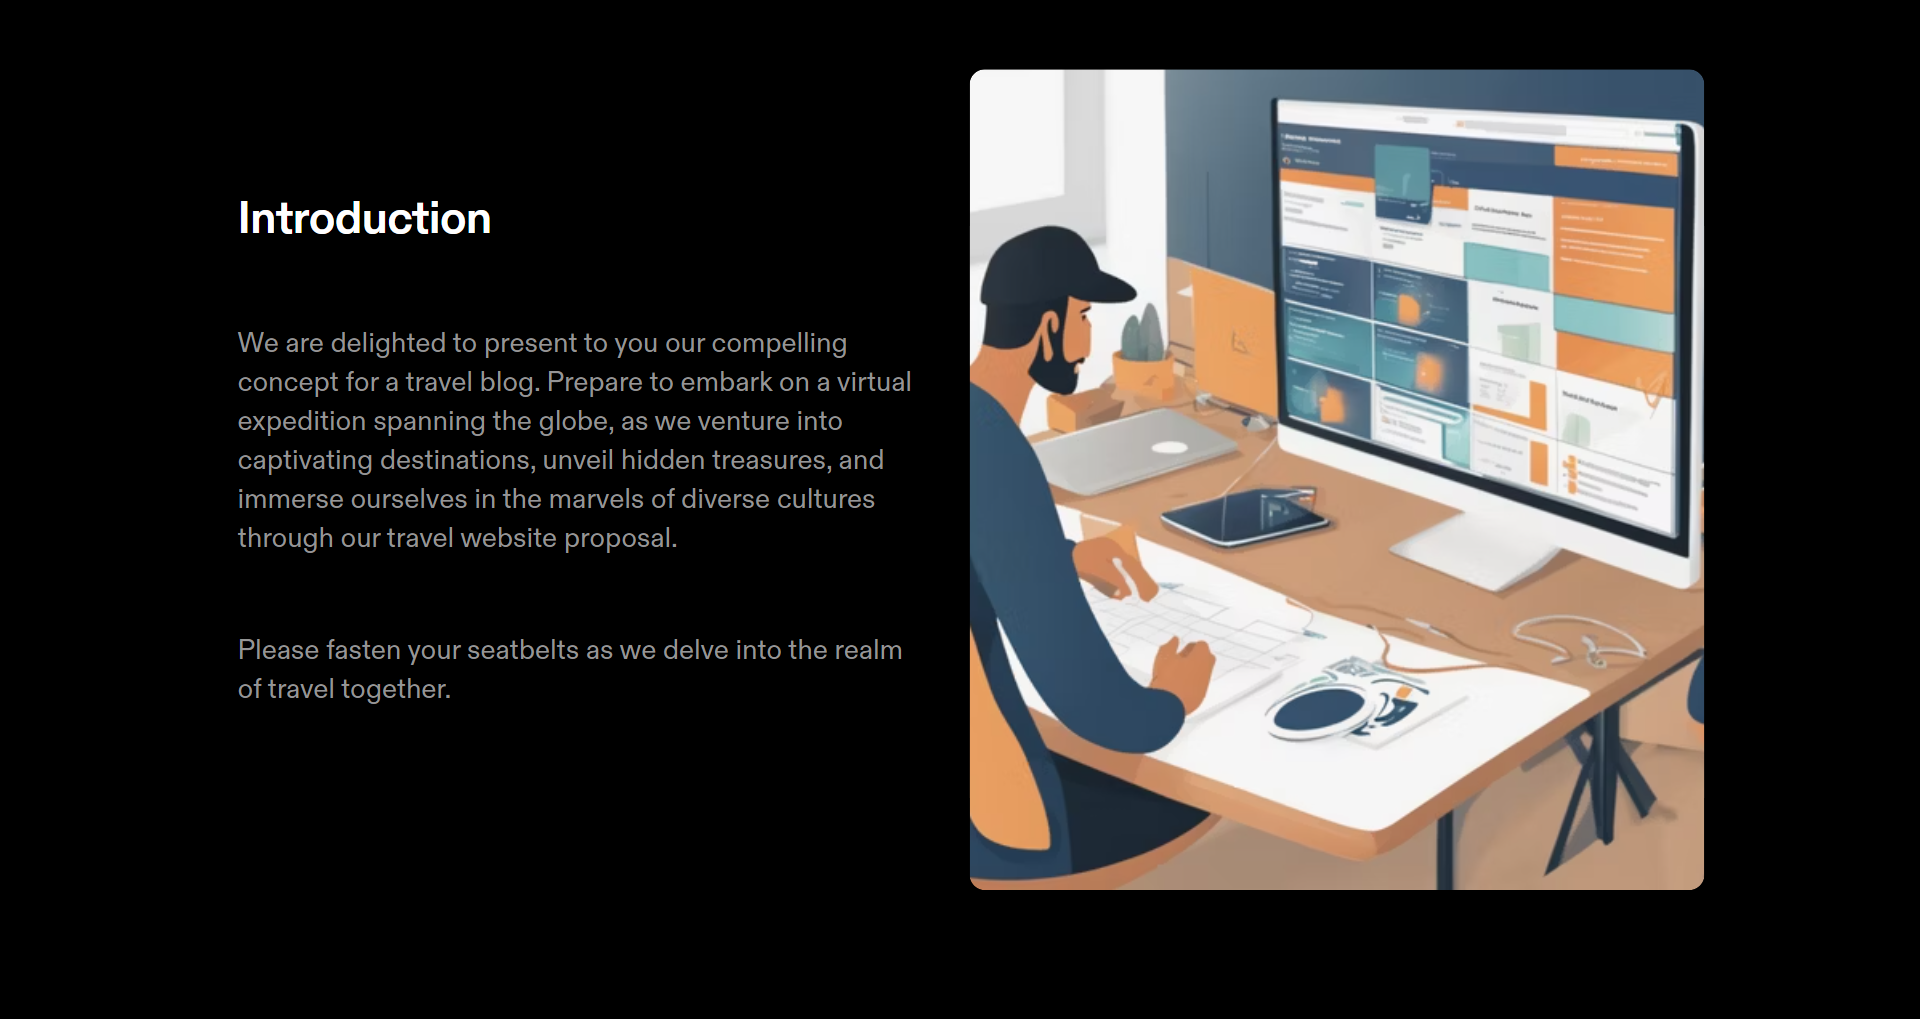 Introduction
We are delighted to present to you our compelling
concept for a travel blog. Prepare to embark on a virtual
expedition spanning the globe, as we venture into
captivating destinations, unveil hidden treasures, and
immerse ourselves in the marvels of diverse cultures
through our travel website proposal.
Please fasten your seatbelts as we delve into the realm
of travel together.